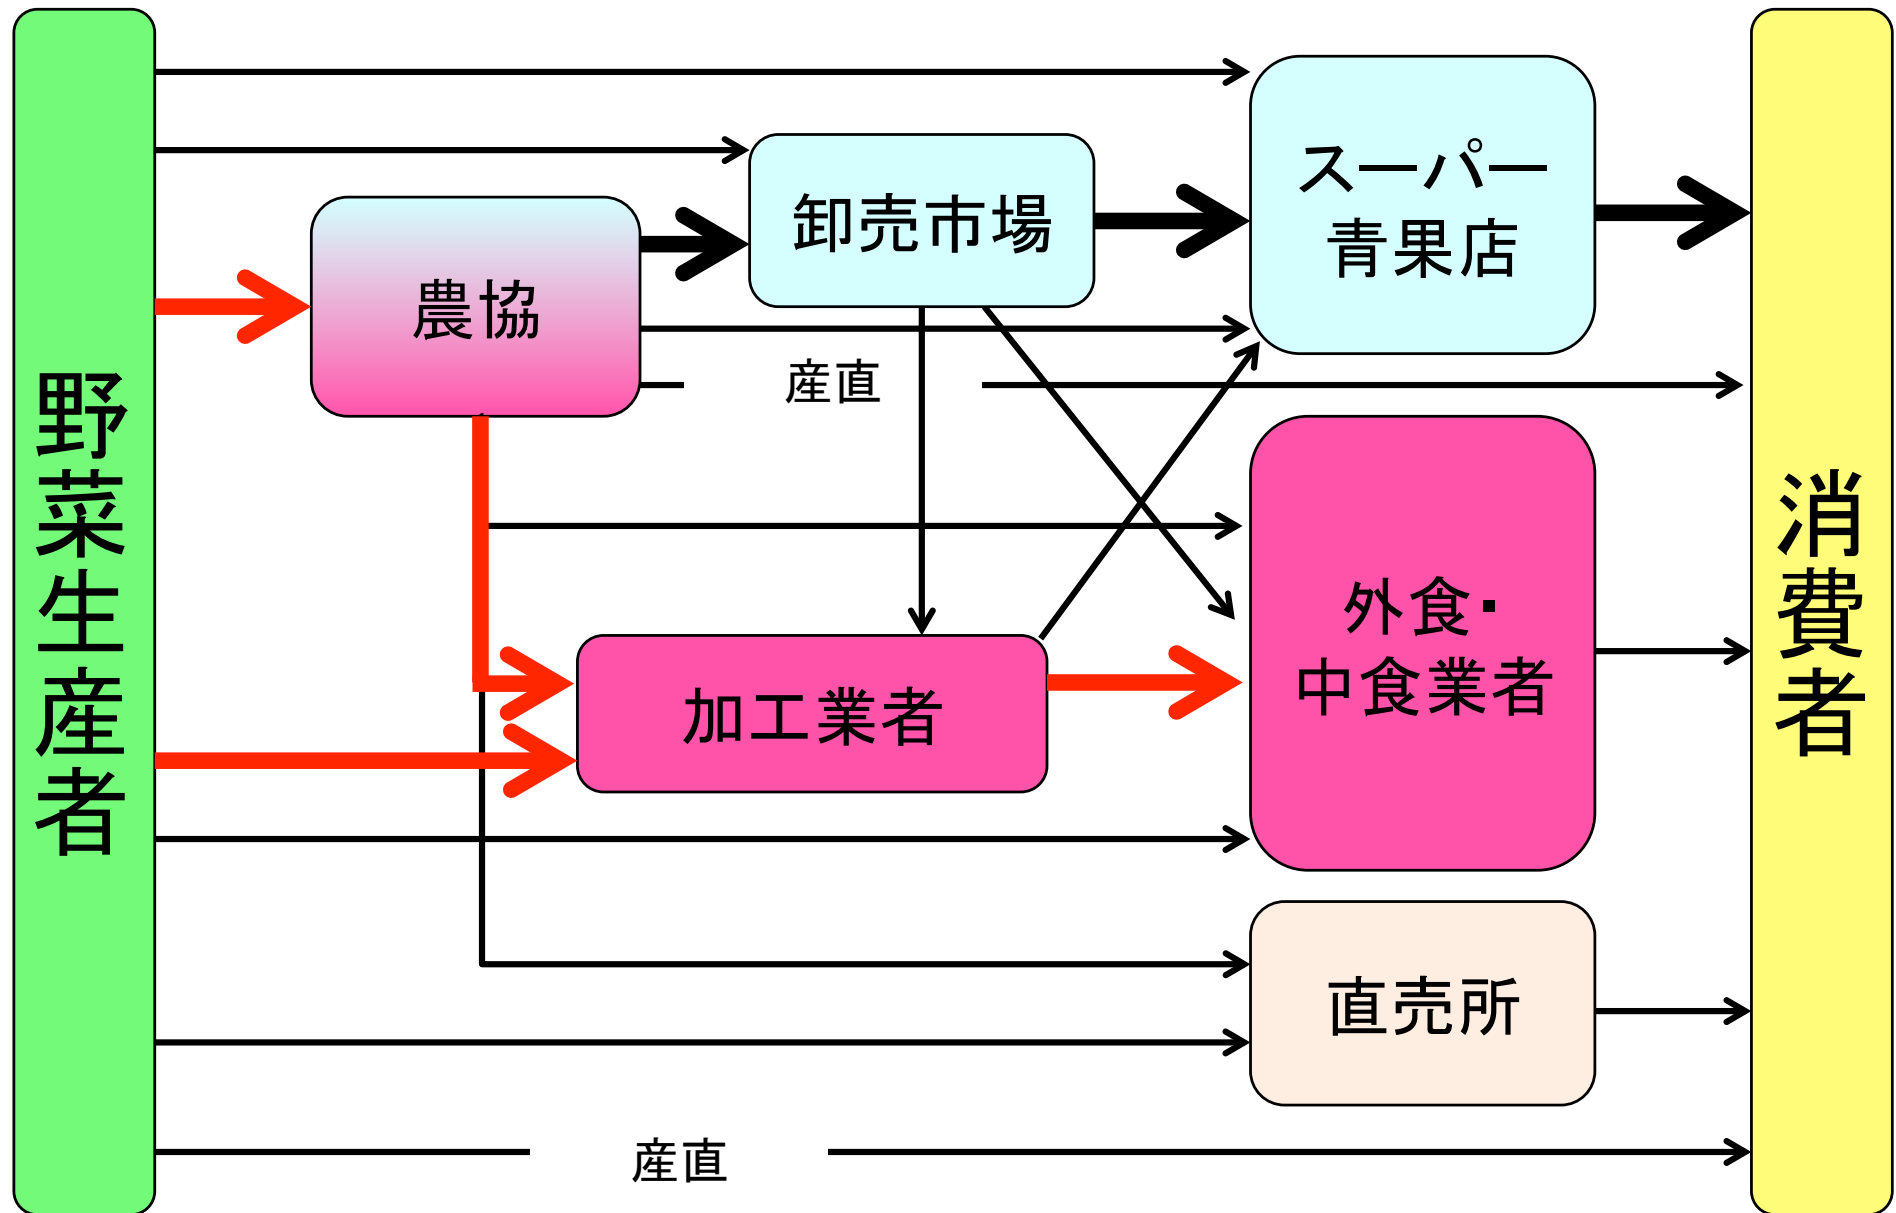 野菜生産者
農協
卸売市場
スーパー
青果店
産直
加工業者
外食・
中食業者
直売所
産直
消費者